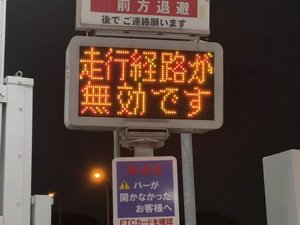 前方退避
後でご連絡願います
走行経路が
無効です
バーが
開かなかった
お客様へ
ETCカードを確認